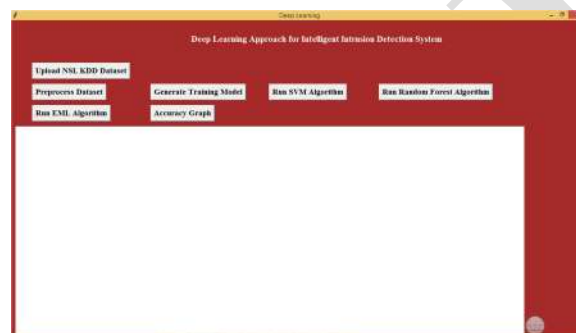 Deep Learning
Deep Learning Approach for Intelligent Intrusion Detection System
Upload NSL KDD Dataset
Preprocess Dataset Generate Training Model Run SVM Algorithm Run Random Forest Algorithm
Run EML Algorithm Accuracy Graph